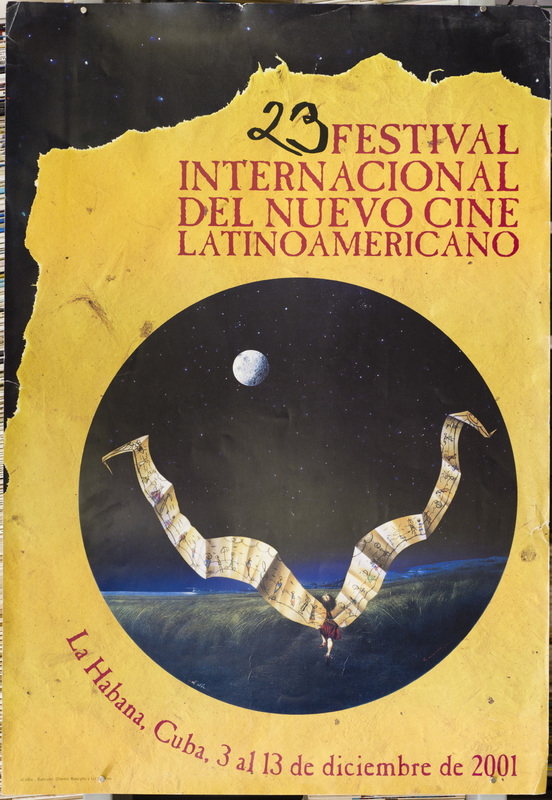 23 FESTIVAL
INTERNACIONAL
DEL NUEVO CINE
LATINOAMERICANO
La Habana, Cuba, 3 al 13 de diciembre de 2001